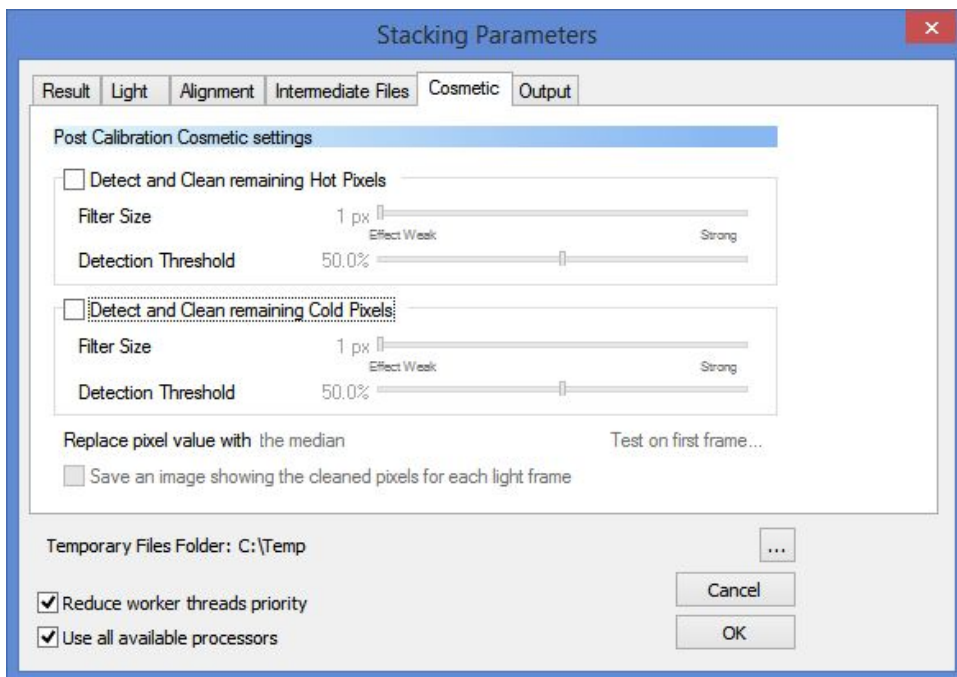 Stacking Parameters
Result Light Alignment Intermediate Files Cosmetic Output
Post Calibration Cosmetic settings
Detect and Clean remaining Hot Pixels
Filter Size 1 px
Effect Weak Strong
Detection Threshold 50.0%
Detect and Clean remaining Cold Pixels
Filter Size 1 px
Effect Weak Strong
Detection Threshold 50.0%
Replace pixel value with the median Test on first frame...
Save an image showing the cleaned pixels for each light frame
Temporary Files Folder: C:\Temp ...
Cancel
Reduce worker threads priority
Use all available processors OK